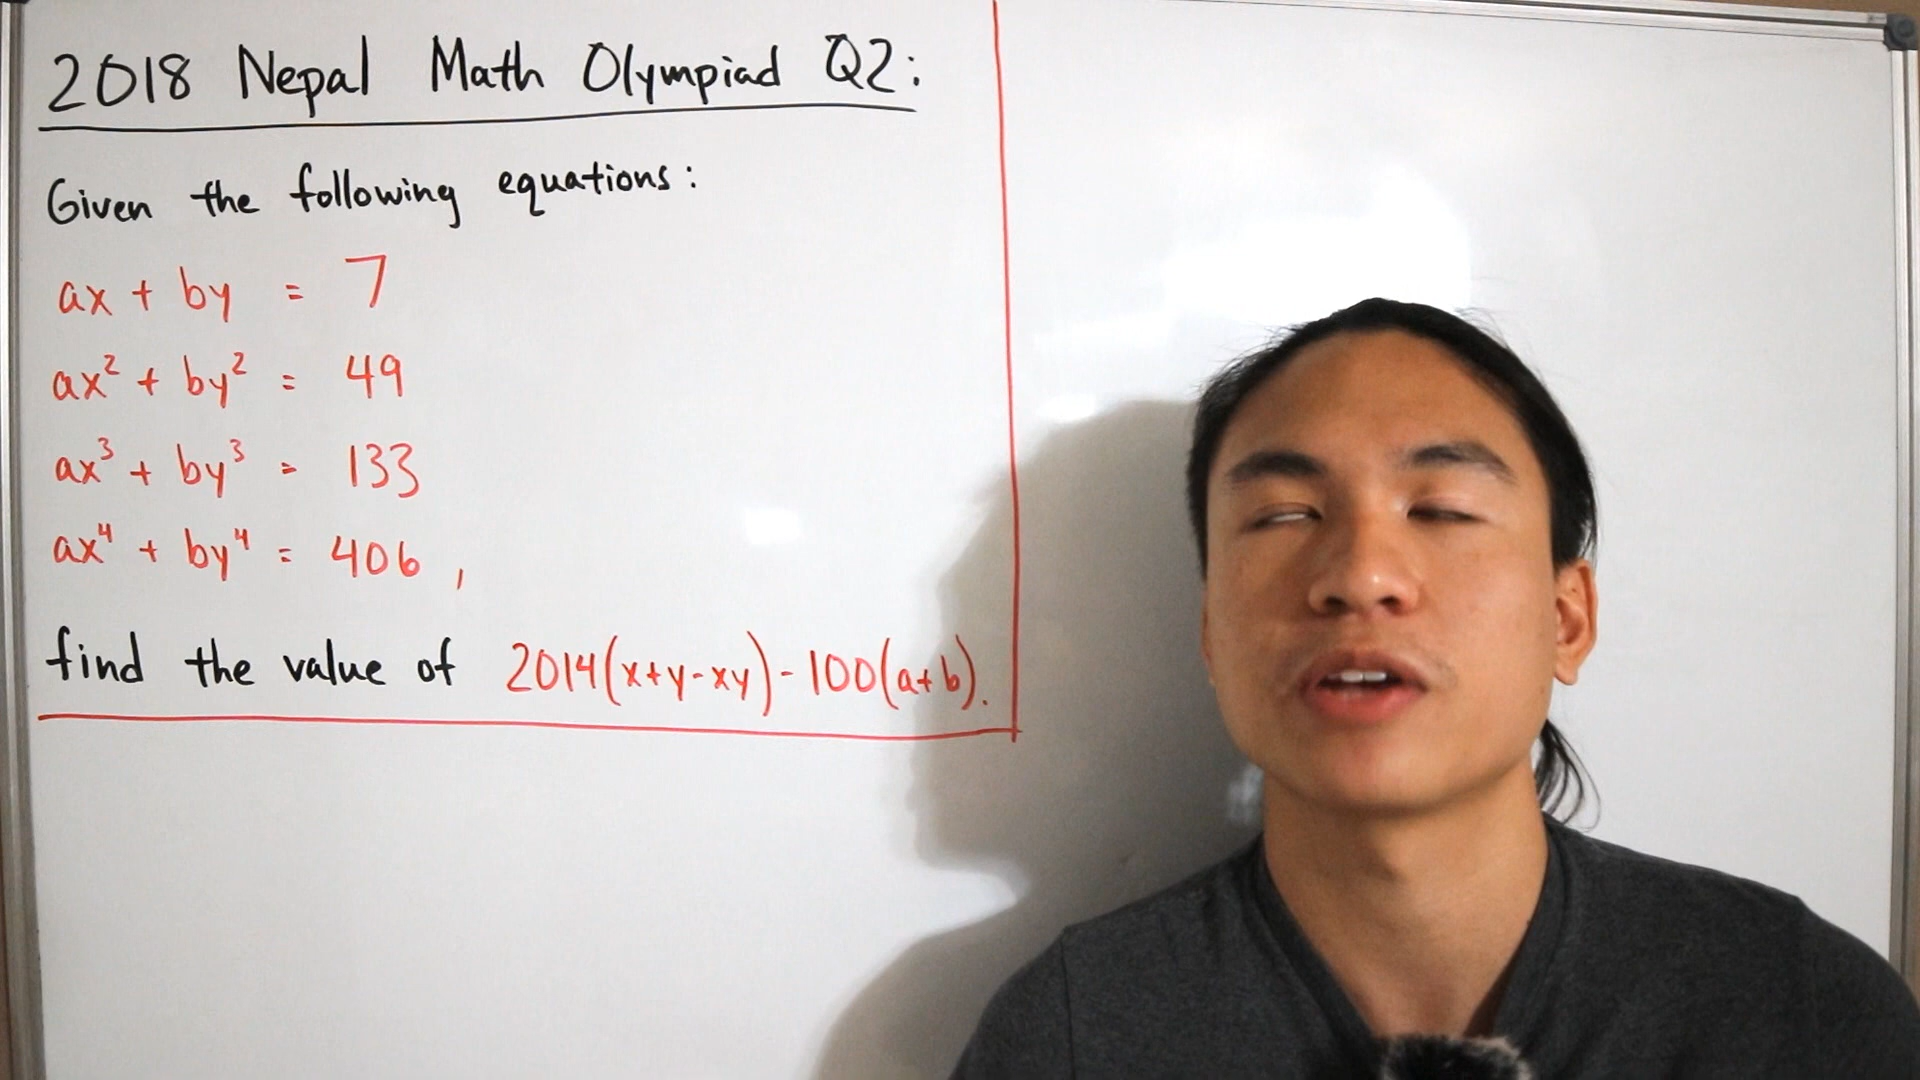 2018 Nepal Math Olympiad Q2:
Given the following equations:
ax + by = 7
ax² + by² = 49
ax³ + by³ = 133
ax⁴ + by⁴ = 406,
find the value of 2014(x+y-xy)-100(a+b).